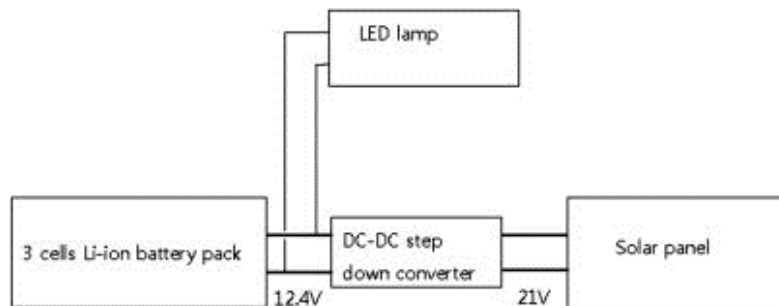 LED lamp
3 cells Li-ion battery pack
DC-DC step
down converter
Solar panel
12.4V
21V